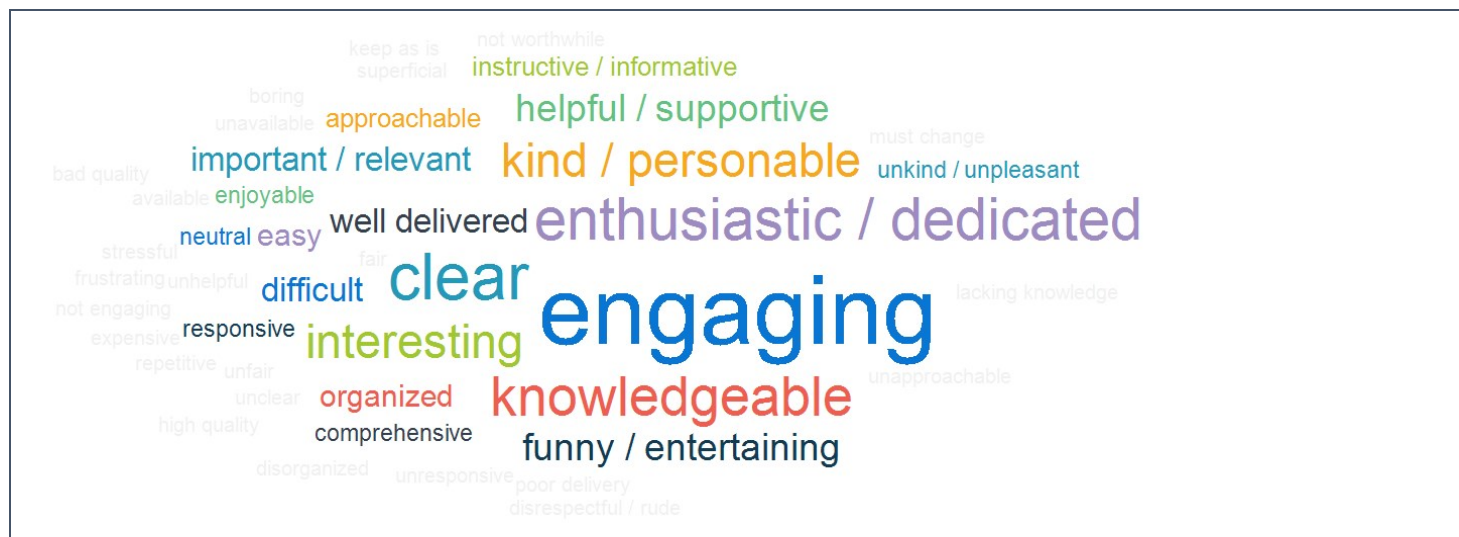 not worthwhile
keep as is
instructive / informative
superficial
boring
helpful / supportive
approachable
unavailable
must change
important / relevant
kind / personable
unkind / unpleasant
bad quality
enjoyable
available
well delivered
enthusiastic / dedicated
neutral
easy
stressful
fair
frustrating
unhelpful
clear
difficult
lacking knowledge
not engaging
engaging
responsive
expensive
interesting
repetitive
unfair
unapproachable
unclear
organized
knowledgeable
high quality
comprehensive
funny / entertaining
disorganized
unresponsive
poor delivery
disrespectful / rude